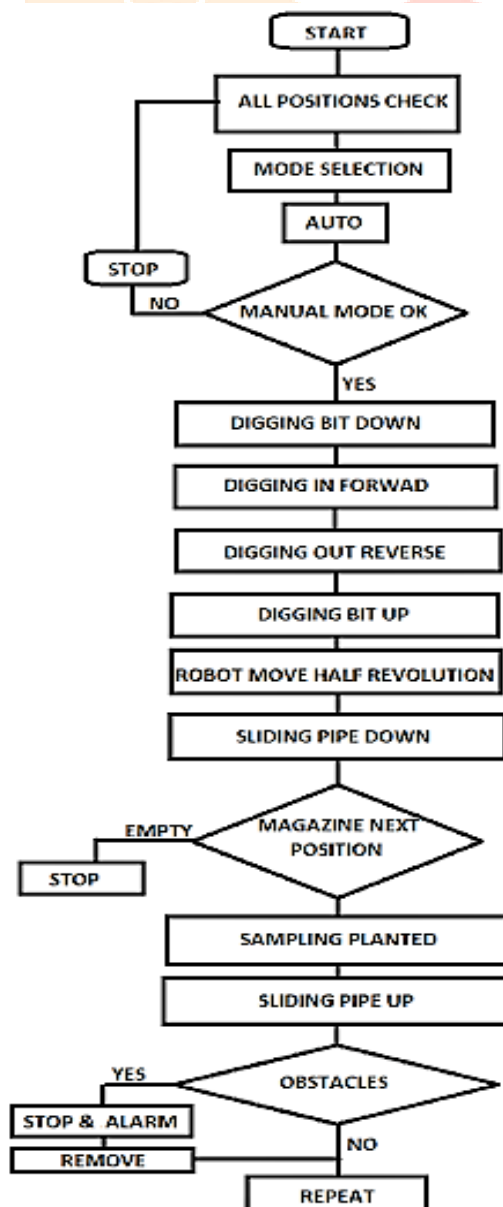 START
ALL POSITIONS CHECK
MODE SELECTION
AUTO
STOP
NO
MANUAL MODE OK
YES
DIGGING BIT DOWN
DIGGING IN FORWAD
DIGGING OUT REVERSE
DIGGING BIT UP
ROBOT MOVE HALF REVOLUTION
SLIDING PIPE DOWN
EMPTY
MAGAZINE NEXT
POSITION
STOP
SAMPLING PLANTED
SLIDING PIPE UP
YES
OBSTACLES
STOP & ALARM
NO
REMOVE
REPEAT